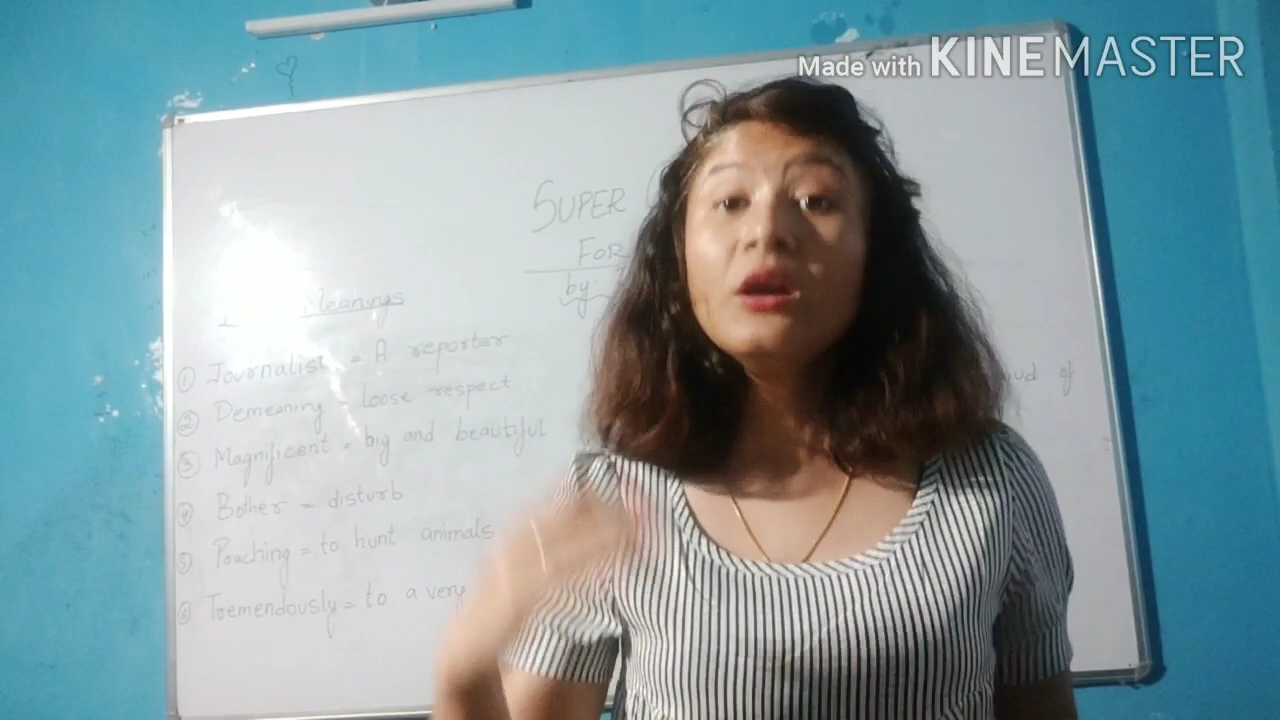 Made with KINEMASTER
SUPER
FOR
by:
Meanings
① Journalist = A reporter
② Demeaning loose respect
③ Magnificent = big and beautiful
④ Bother = disturb
⑤ Poaching = to hunt animals
⑥ Tremendously = to a very
of